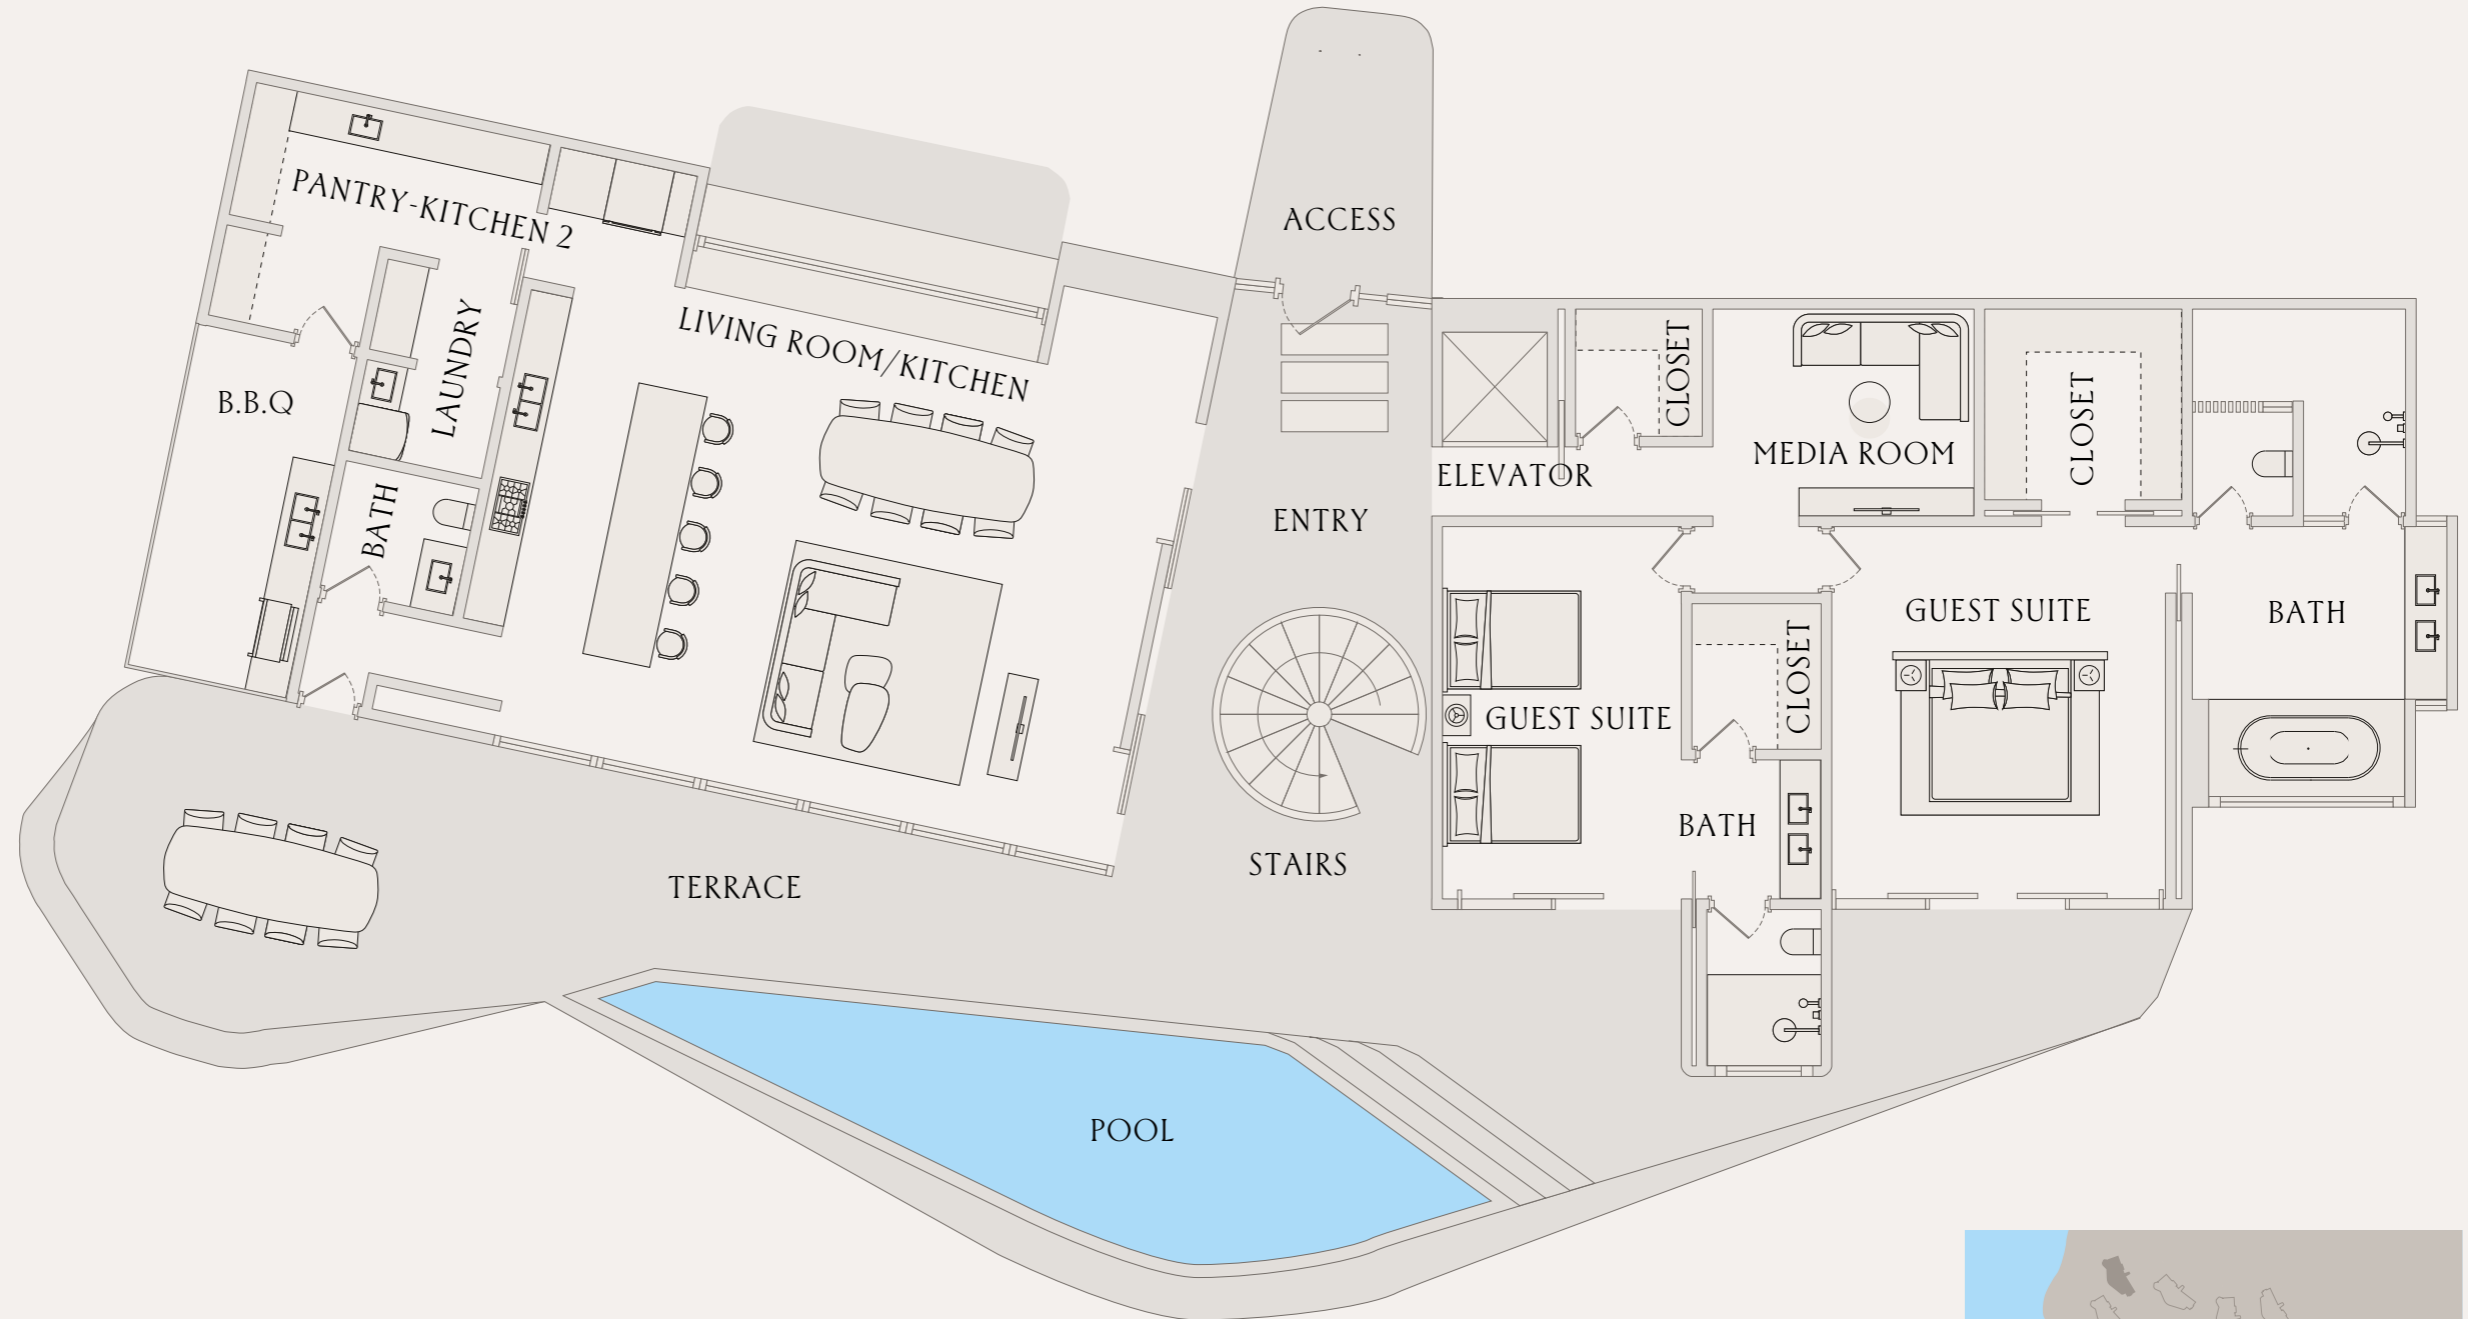 ACCESS
PANTRY-KITCHEN 2
LIVING ROOM/KITCHEN
LAUNDRY
B.B.Q
BATH
ENTRY
ELEVATOR
CLOSET
MEDIA ROOM
CLOSET
GUEST SUITE
BATH
GUEST SUITE
CLOSET
BATH
STAIRS
TERRACE
POOL